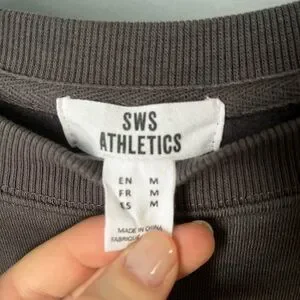 SWS
ATHLETICS
EN M
FR M
ES M
MADE IN CHINA